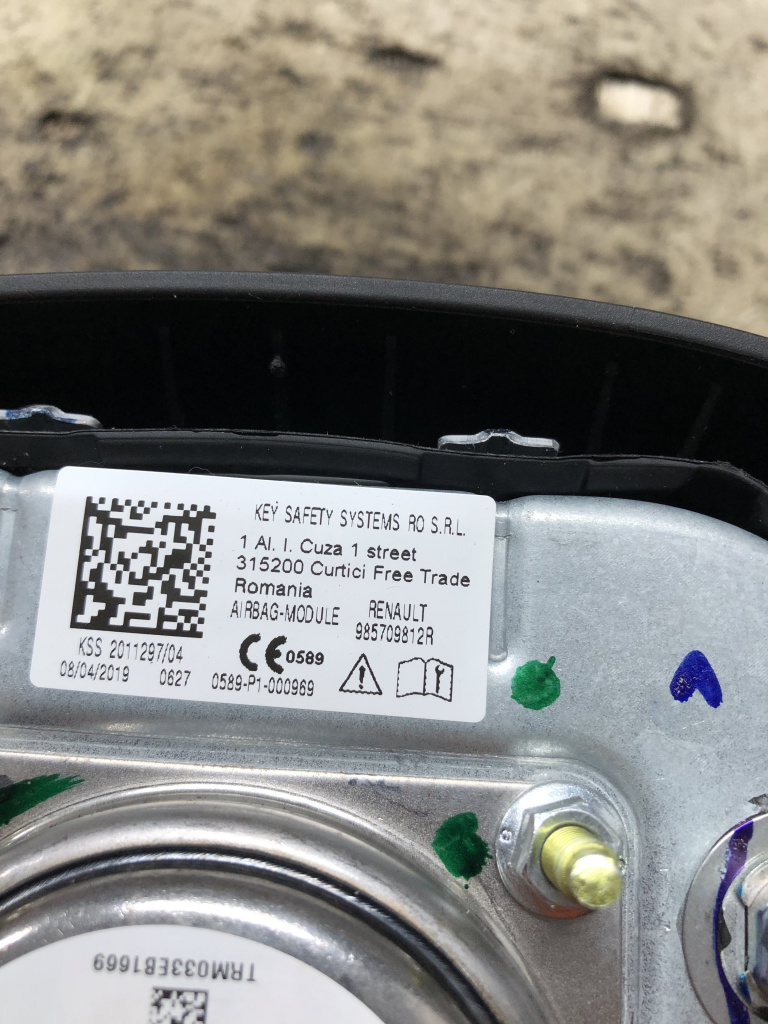 KEY SAFETY SYSTEMS RO S.R.L.
1 Al. I. Cuza 1 street
315200 Curtici Free Trade
Romania
AIRBAG-MODULE RENAULT
985709812R
KSS 2011297/04
CE 0589
08/04/2019 0627 0589-P1-000969
TRM033EB1669